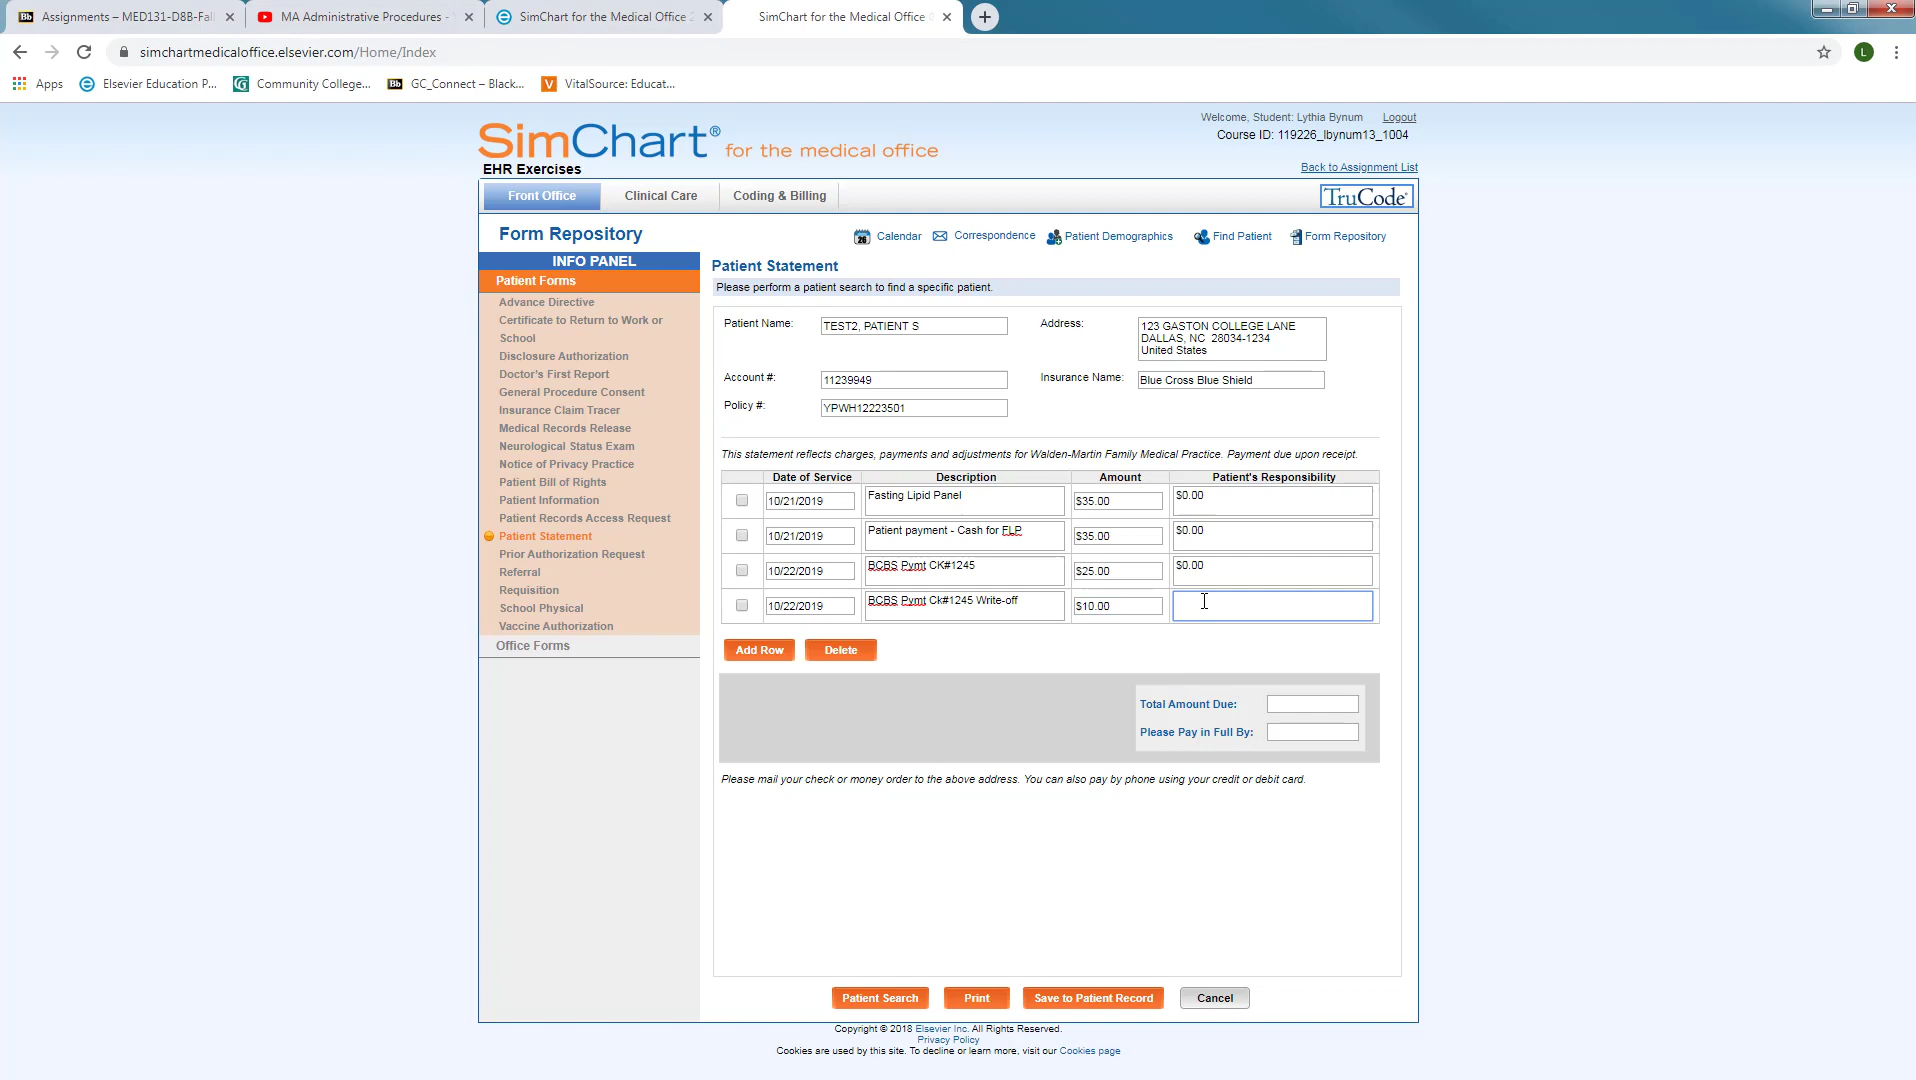 Assignments – MED131-D8B-Fall
MA Administrative Procedures -
SimChart for the Medical Office
SimChart for the Medical Office
simchartmedicaloffice.elsevier.com/Home/Index
L
Apps
Elsevier Education P...
Community College...
GC_Connect – Black...
VitalSource: Educat...
Welcome, Student: Lythia Bynum
Logout
SimChart® for the medical office
Course ID: 119226_lbynum13_1004
EHR Exercises
Back to Assignment List
Front Office
Clinical Care
Coding & Billing
TruCode
Form Repository
Calendar
Correspondence
Patient Demographics
Find Patient
Form Repository
INFO PANEL
Patient Forms
Advance Directive
Certificate to Return to Work or
School
Disclosure Authorization
Doctor's First Report
General Procedure Consent
Insurance Claim Tracer
Medical Records Release
Neurological Status Exam
Notice of Privacy Practice
Patient Bill of Rights
Patient Information
Patient Records Access Request
Patient Statement
Prior Authorization Request
Referral
Requisition
School Physical
Vaccine Authorization
Office Forms
Patient Statement
Please perform a patient search to find a specific patient.
Patient Name: TEST2, PATIENT S
Address: 123 GASTON COLLEGE LANE
DALLAS, NC 28034-1234
United States
Account #: 11239949
Insurance Name: Blue Cross Blue Shield
Policy #: YPWH12223501
This statement reflects charges, payments and adjustments for Walden-Martin Family Medical Practice. Payment due upon receipt.
Date of Service Description Amount Patient's Responsibility
10/21/2019 Fasting Lipid Panel $35.00 $0.00
10/21/2019 Patient payment - Cash for FLP $35.00 $0.00
10/22/2019 BCBS Pymt CK#1245 $25.00 $0.00
10/22/2019 BCBS Pymt Ck#1245 Write-off $10.00
Add Row
Delete
Total Amount Due:
Please Pay in Full By:
Please mail your check or money order to the above address. You can also pay by phone using your credit or debit card.
Patient Search
Print
Save to Patient Record
Cancel
Copyright © 2018 Elsevier Inc. All Rights Reserved.
Privacy Policy
Cookies are used by this site. To decline or learn more, visit our Cookies page